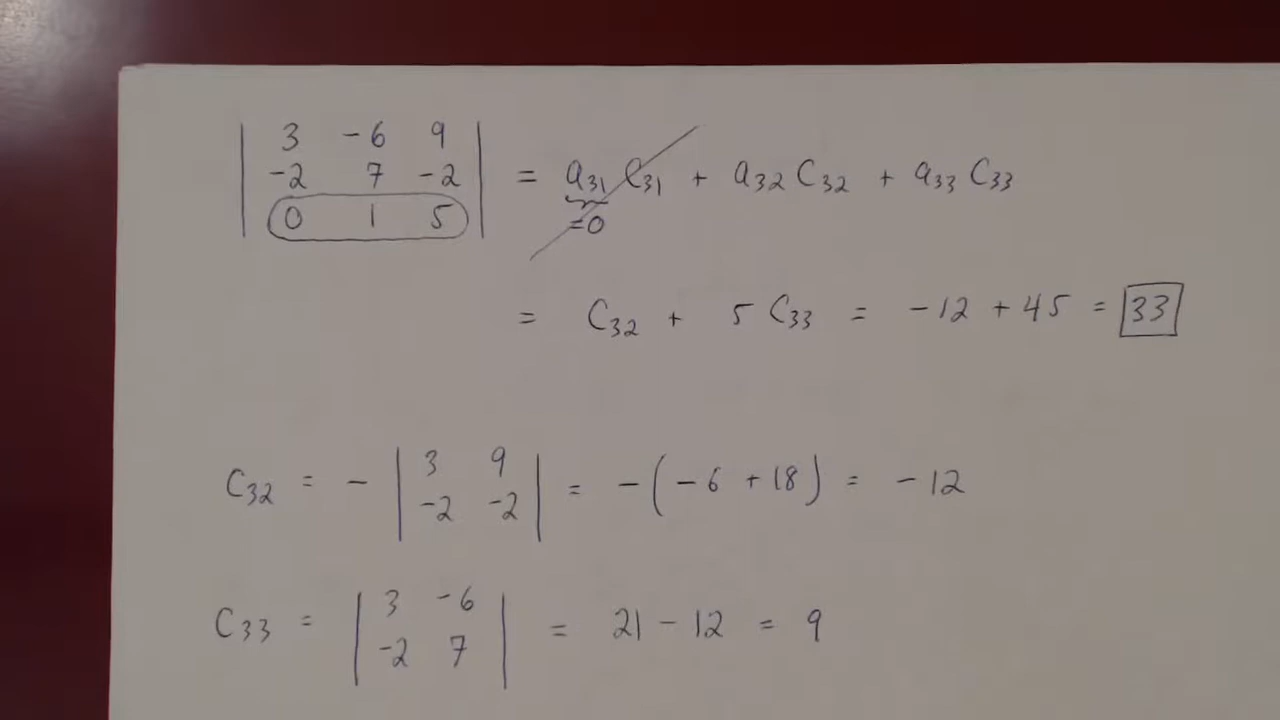 | 3 -6 9 |
| -2 7 -2 | = a₃₁ C₃₁ + a₃₂ C₃₂ + a₃₃ C₃₃
| 0 1 5 | =0
= C₃₂ + 5 C₃₃ = -12 + 45 = 33
| 3 9 |
C₃₂ = - | -2 -2 | = -(-6 + 18) = -12
| 3 -6 |
C₃₃ = | -2 7 | = 21 - 12 = 9